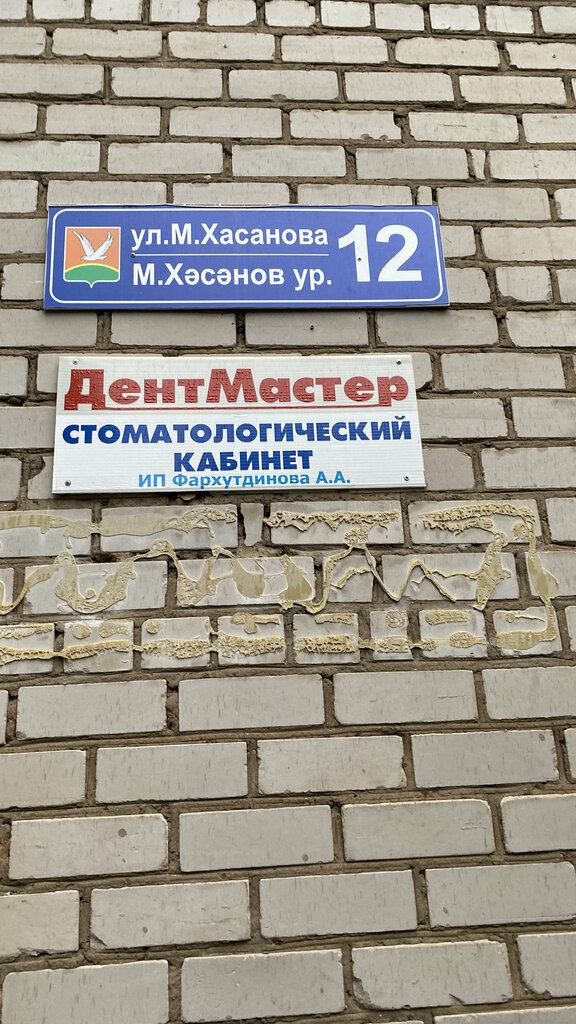 ул.М.Хасанова
М.Хәсәнов ур.
12
ДентМастер
СТОМАТОЛОГИЧЕСКИЙ
КАБИНЕТ
ИП Фархутдинова А.А.